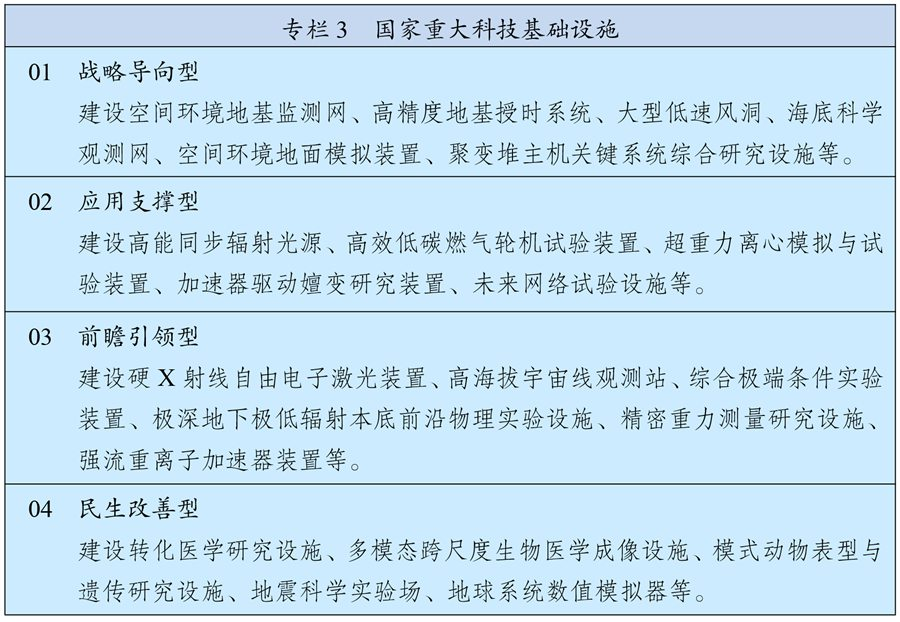 专栏 3 国家重大科技基础设施
01 战略导向型
建设空间环境地基监测网、高精度地基授时系统、大型低速风洞、海底科学
观测网、空间环境地面模拟装置、聚变堆主机关键系统综合研究设施等。
02 应用支撑型
建设高能同步辐射光源、高效低碳燃气轮机试验装置、超重力离心模拟与试
验装置、加速器驱动嬗变研究装置、未来网络试验设施等。
03 前瞻引领型
建设硬 X 射线自由电子激光装置、高海拔宇宙线观测站、综合极端条件实验
装置、极深地下极低辐射本底前沿物理实验设施、精密重力测量研究设施、
强流重离子加速器装置等。
04 民生改善型
建设转化医学研究设施、多模态跨尺度生物医学成像设施、模式动物表型与
遗传研究设施、地震科学实验场、地球系统数值模拟器等。